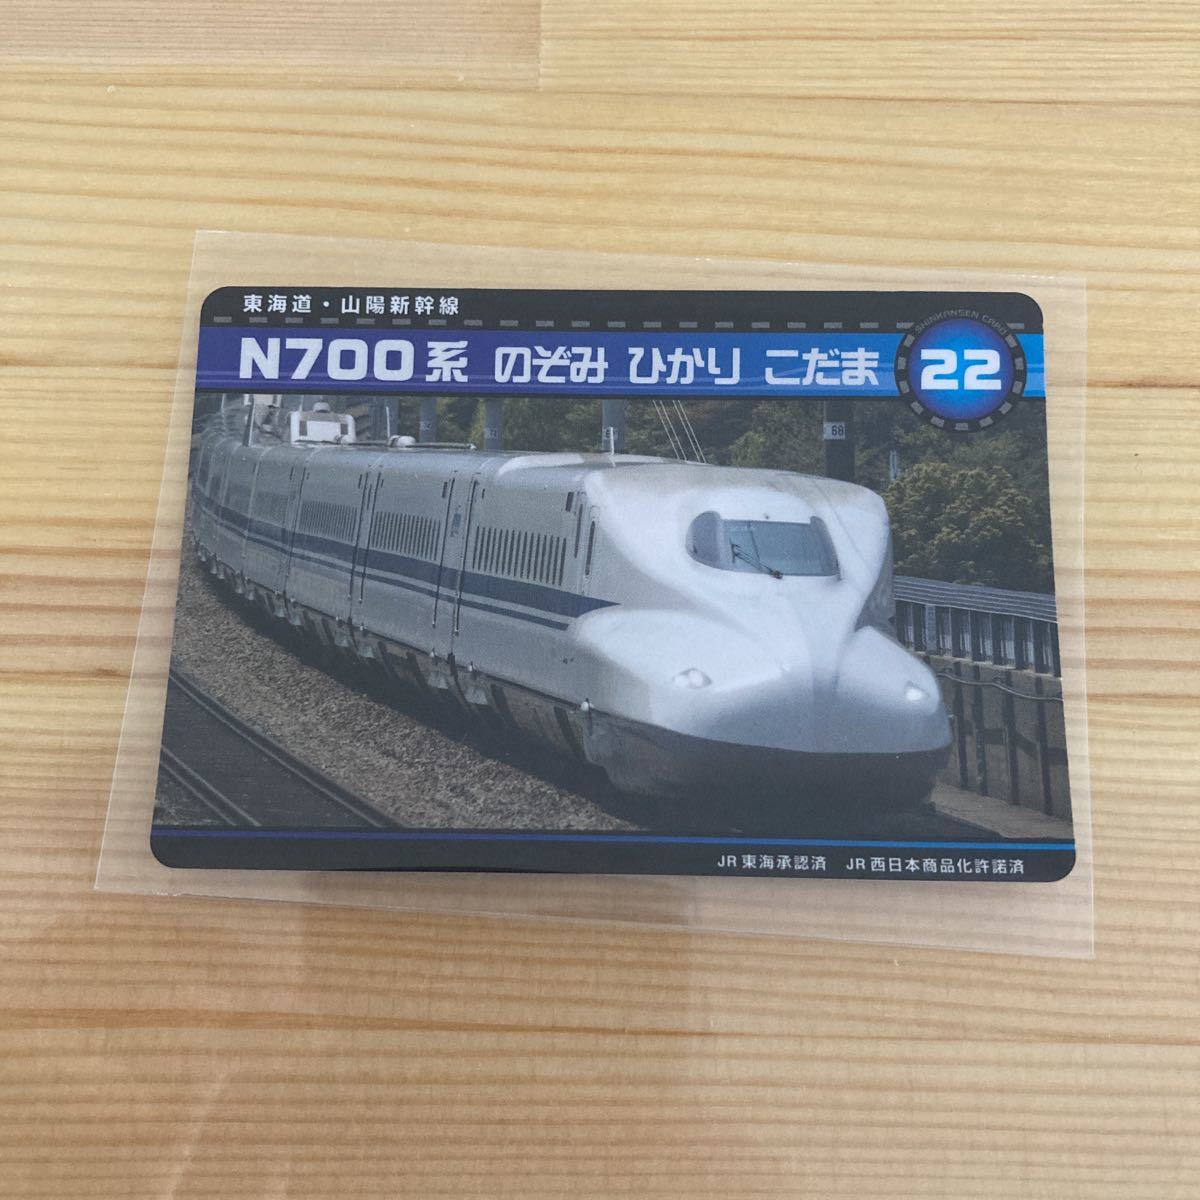 東海道・山陽新幹線
SHINKANSEN CARD
N700系 のぞみ ひかり こだま 22
68
JR東海承認済 JR西日本商品化許諾済